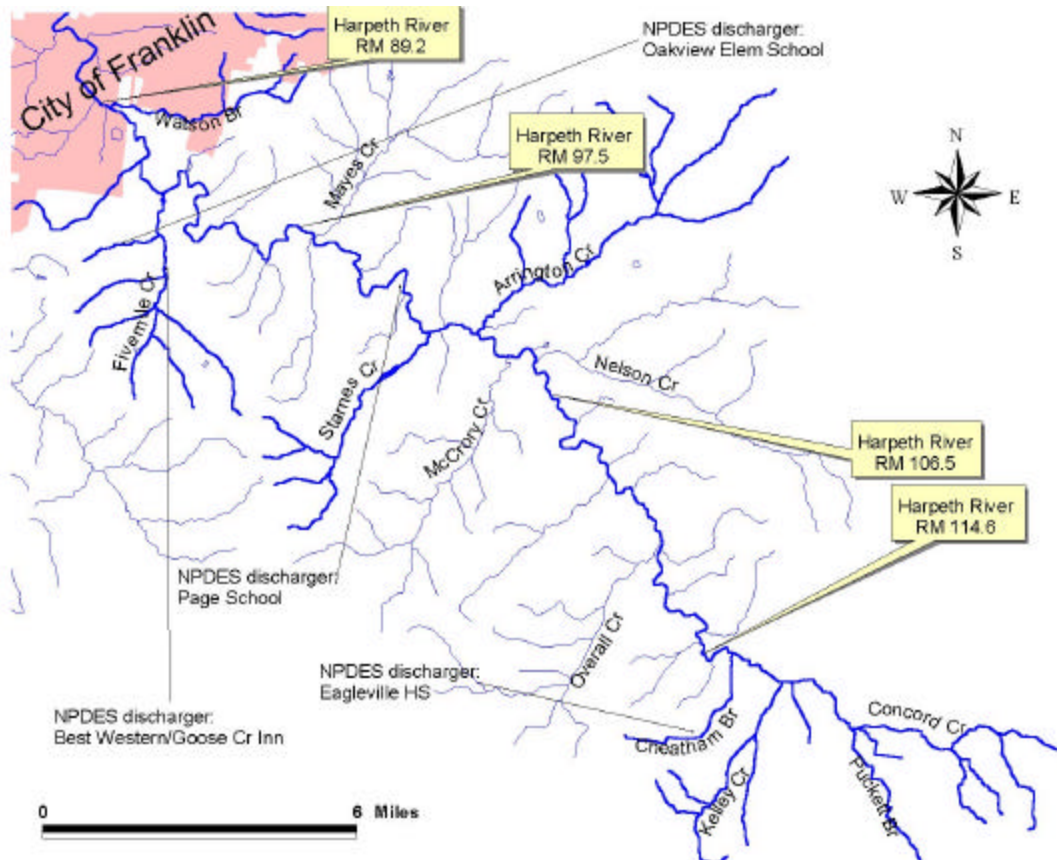 Harpeth River
RM 89.2
NPDES discharger:
Oakview Elem School
City of Franklin
Watson Br
Harpeth River
RM 97.5
Mayes Cr
N
W
E
S
Arrington Cr
Fivemile Cr
Starnes Cr
Nelson Cr
McCrory Cr
Harpeth River
RM 106.5
Harpeth River
RM 114.6
NPDES discharger:
Page School
Overall Cr
NPDES discharger:
Eagleville HS
NPDES discharger:
Best Western/Goose Cr Inn
Cheatham Br
Concord Cr
Kelley Cr
Puckett Br
0
6 Miles